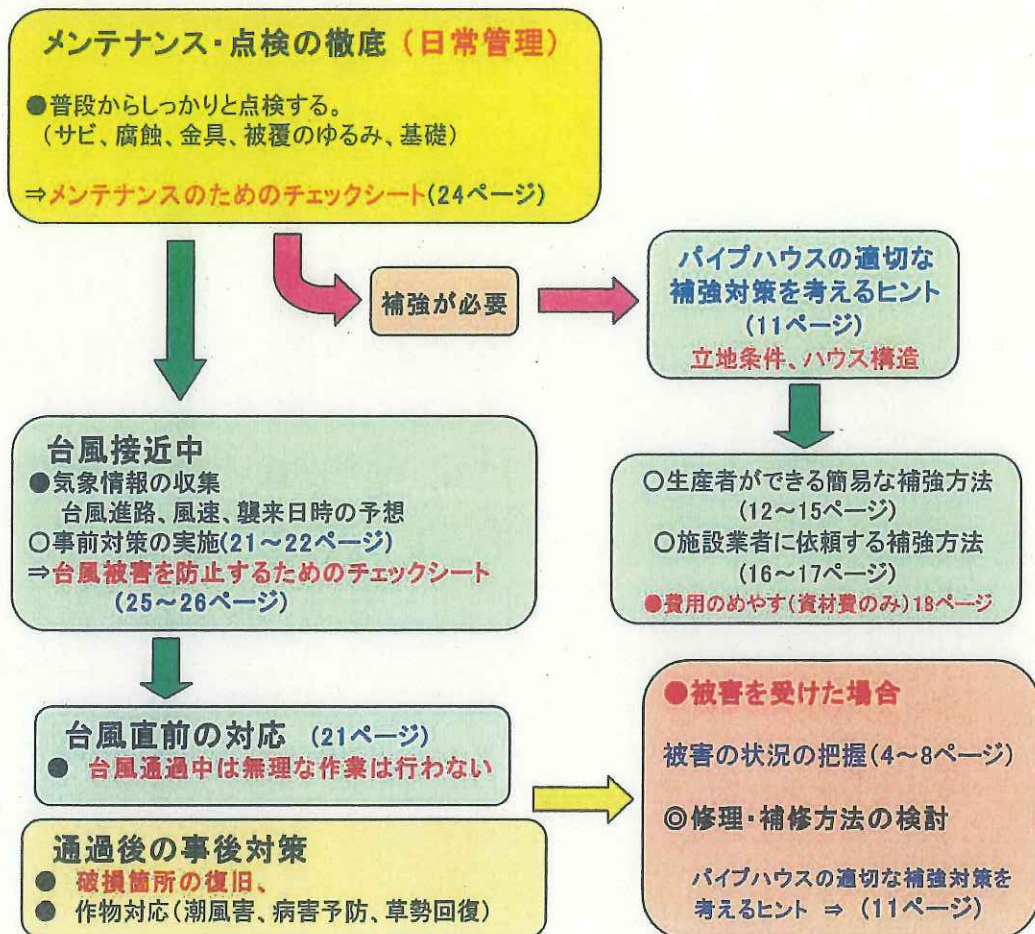 メンテナンス・点検の徹底（日常管理）
●普段からしっかりと点検する。
（サビ、腐蝕、金具、被覆のゆるみ、基礎）
⇒メンテナンスのためのチェックシート(24ページ)
補強が必要
パイプハウスの適切な
補強対策を考えるヒント
(11ページ)
立地条件、ハウス構造
台風接近中
●気象情報の収集
台風進路、風速、襲来日時の予想
○事前対策の実施(21～22ページ)
⇒台風被害を防止するためのチェックシート
(25～26ページ)
○生産者ができる簡易な補強方法
(12～15ページ)
○施設業者に依頼する補強方法
(16～17ページ)
●費用のめやす(資材費のみ)18ページ
台風直前の対応 (21ページ)
● 台風通過中は無理な作業は行わない
通過後の事後対策
● 破損箇所の復旧、
● 作物対応(潮風害、病害予防、草勢回復)
●被害を受けた場合
被害の状況の把握(4～8ページ)
◎修理・補修方法の検討
パイプハウスの適切な補強対策を
考えるヒント ⇒ (11ページ)